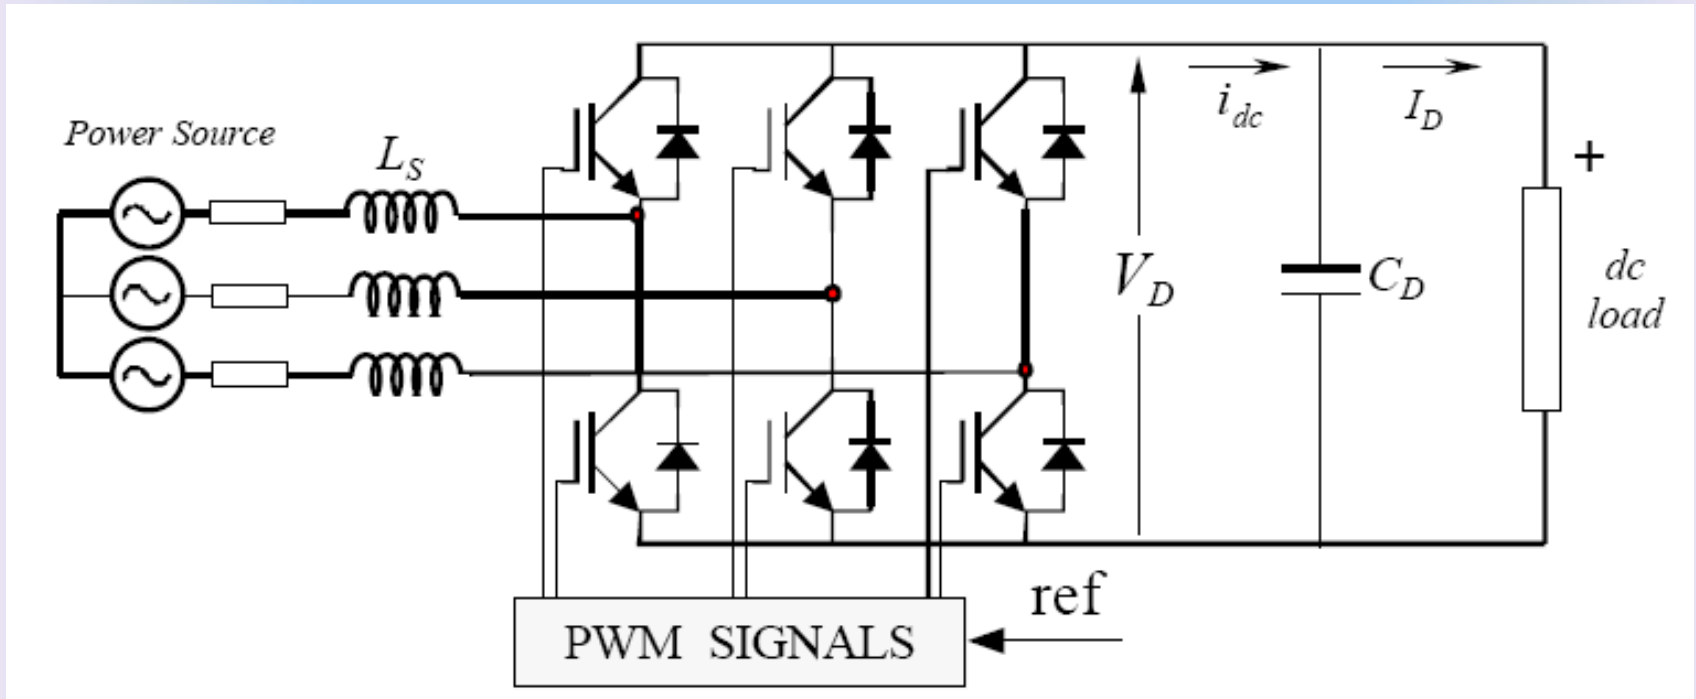 Power Source
L_S
i_dc
I_D
+
V_D
C_D
dc
load
ref
PWM SIGNALS